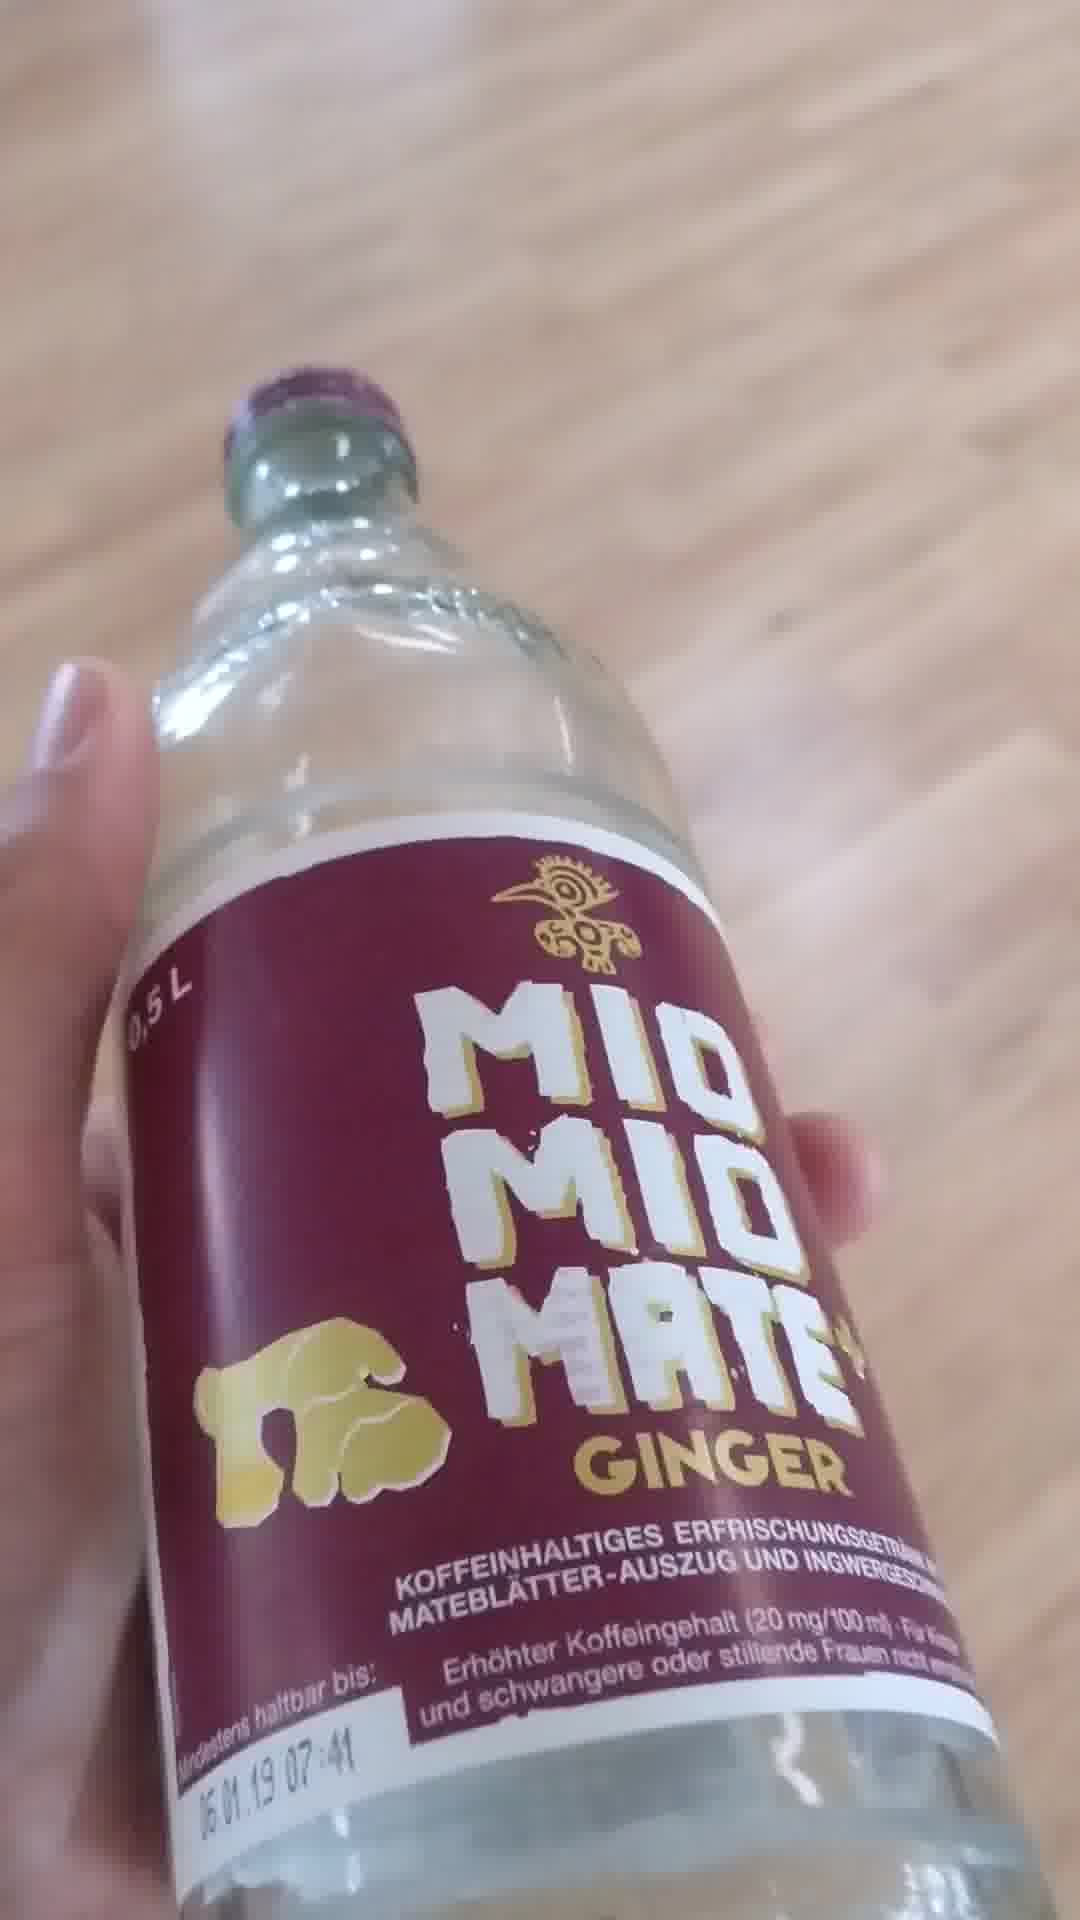 0,5 L
MIO
MIO
MATE
GINGER
KOFFEINHALTIGES ERFRISCHUNGSGETRÄNK
MATEBLÄTTER-AUSZUG UND INGWERGESCHMACK
Erhöhter Koffeingehalt (20 mg/100 ml) · Für
und schwangere oder stillende Frauen nicht
Mindestens haltbar bis:
06.01.19 07:41